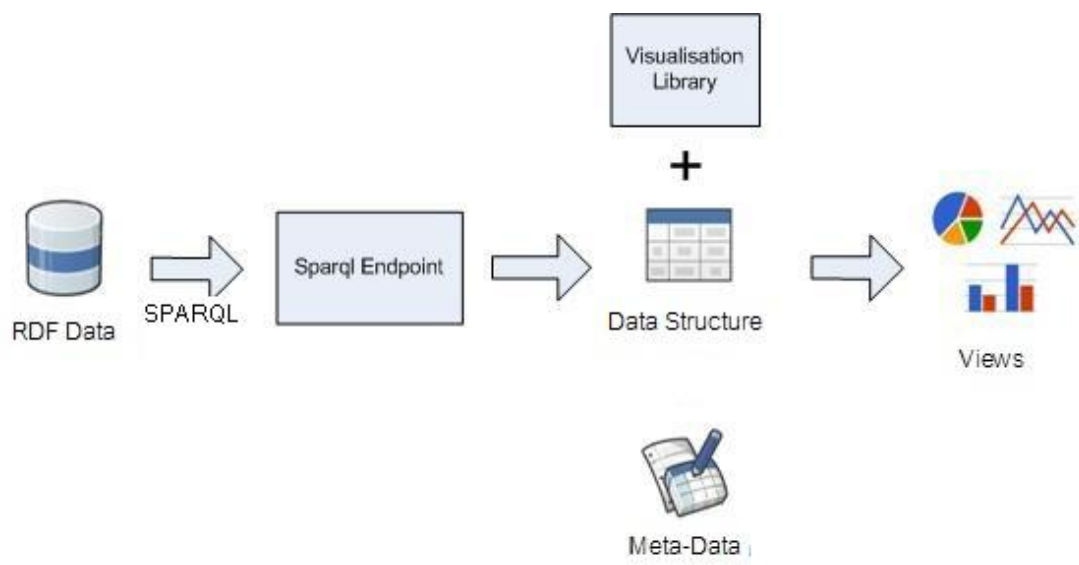 Visualisation
Library
Sparql Endpoint
SPARQL
RDF Data
Data Structure
Views
Meta-Data